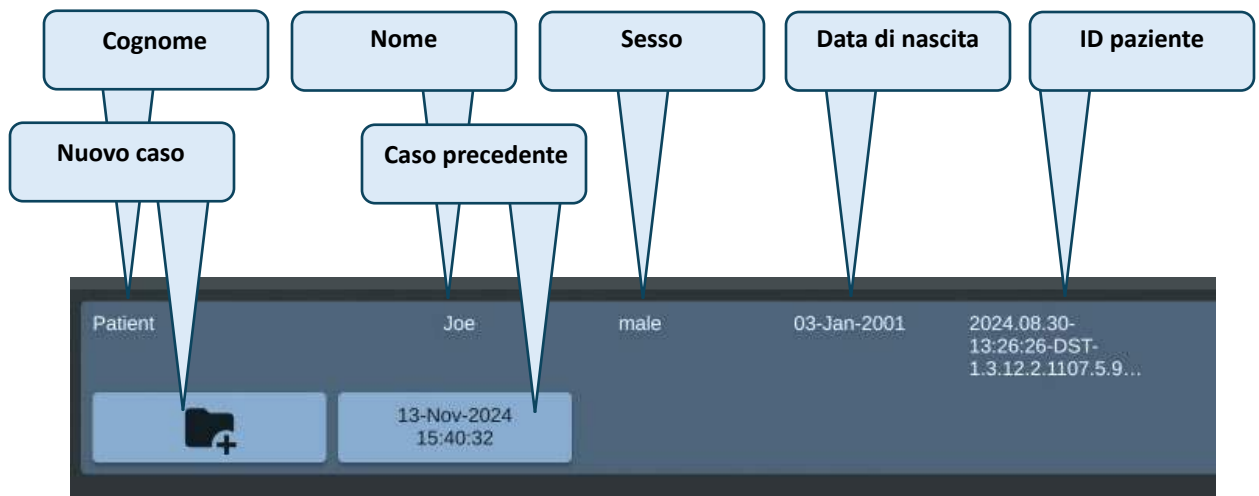 Cognome
Nome
Sesso
Data di nascita
ID paziente
Nuovo caso
Caso precedente
Patient
Joe
male
03-Jan-2001
2024.08.30-
13:26:26-DST-
1.3.12.2.1107.5.9...
13-Nov-2024
15:40:32